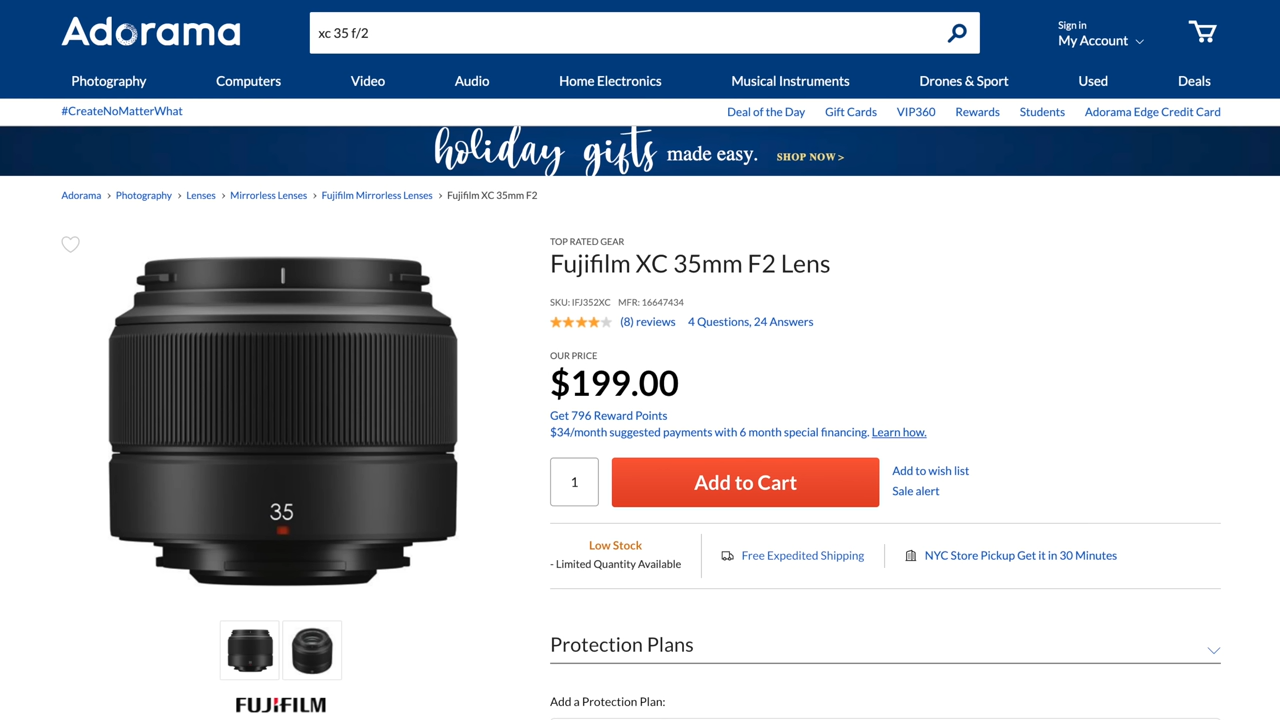 Adorama
xc 35 f/2
Sign in
My Account
Photography Computers Video Audio Home Electronics Musical Instruments Drones & Sport Used Deals
#CreateNoMatterWhat
Deal of the Day Gift Cards VIP360 Rewards Students Adorama Edge Credit Card
holiday gifts made easy. SHOP NOW >
Adorama > Photography > Lenses > Mirrorless Lenses > Fujifilm Mirrorless Lenses > Fujifilm XC 35mm F2
TOP RATED GEAR
Fujifilm XC 35mm F2 Lens
SKU: IFJ352XC MFR: 16647434
(8) reviews 4 Questions, 24 Answers
OUR PRICE
$199.00
Get 796 Reward Points
$34/month suggested payments with 6 month special financing. Learn how.
1
Add to Cart
Add to wish list
Sale alert
35
Low Stock
- Limited Quantity Available
Free Expedited Shipping
NYC Store Pickup Get it in 30 Minutes
Protection Plans
FUJIFILM
Add a Protection Plan: